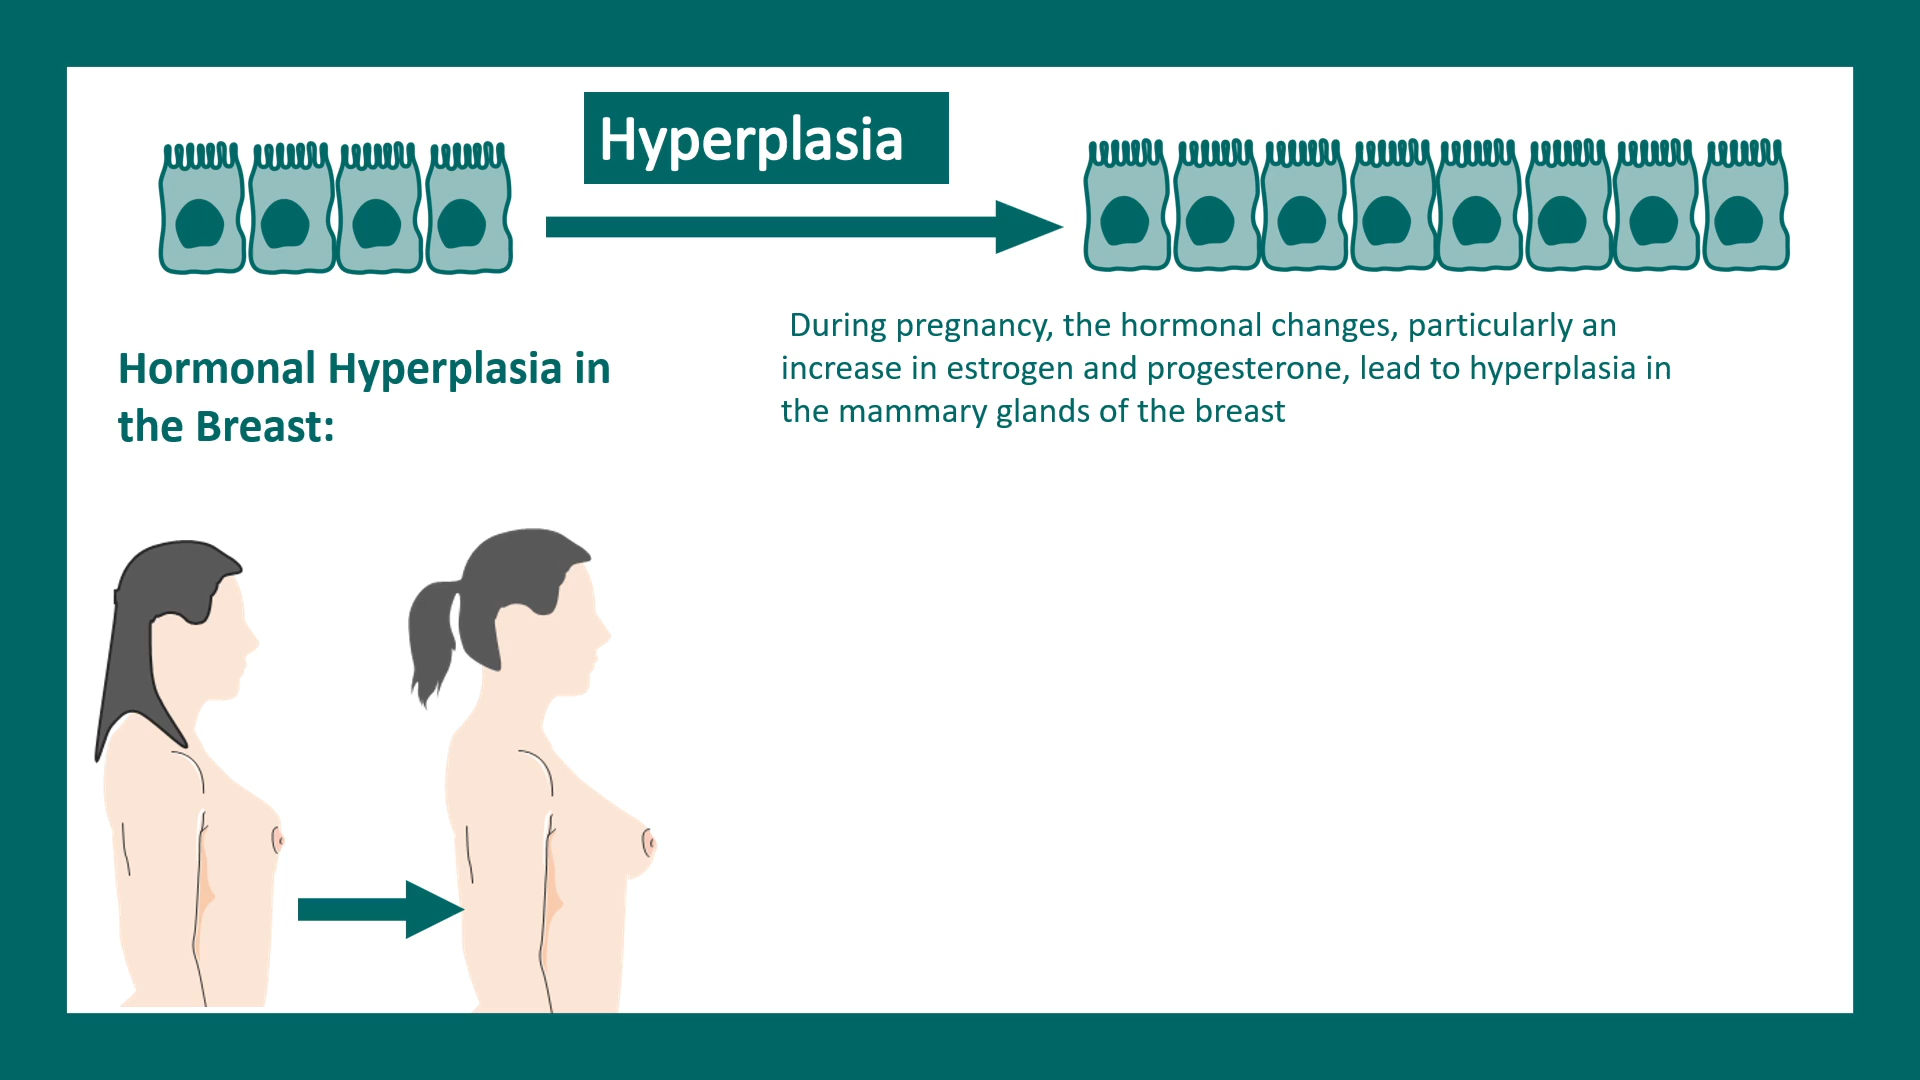 Hyperplasia
Hormonal Hyperplasia in
the Breast:
During pregnancy, the hormonal changes, particularly an
increase in estrogen and progesterone, lead to hyperplasia in
the mammary glands of the breast